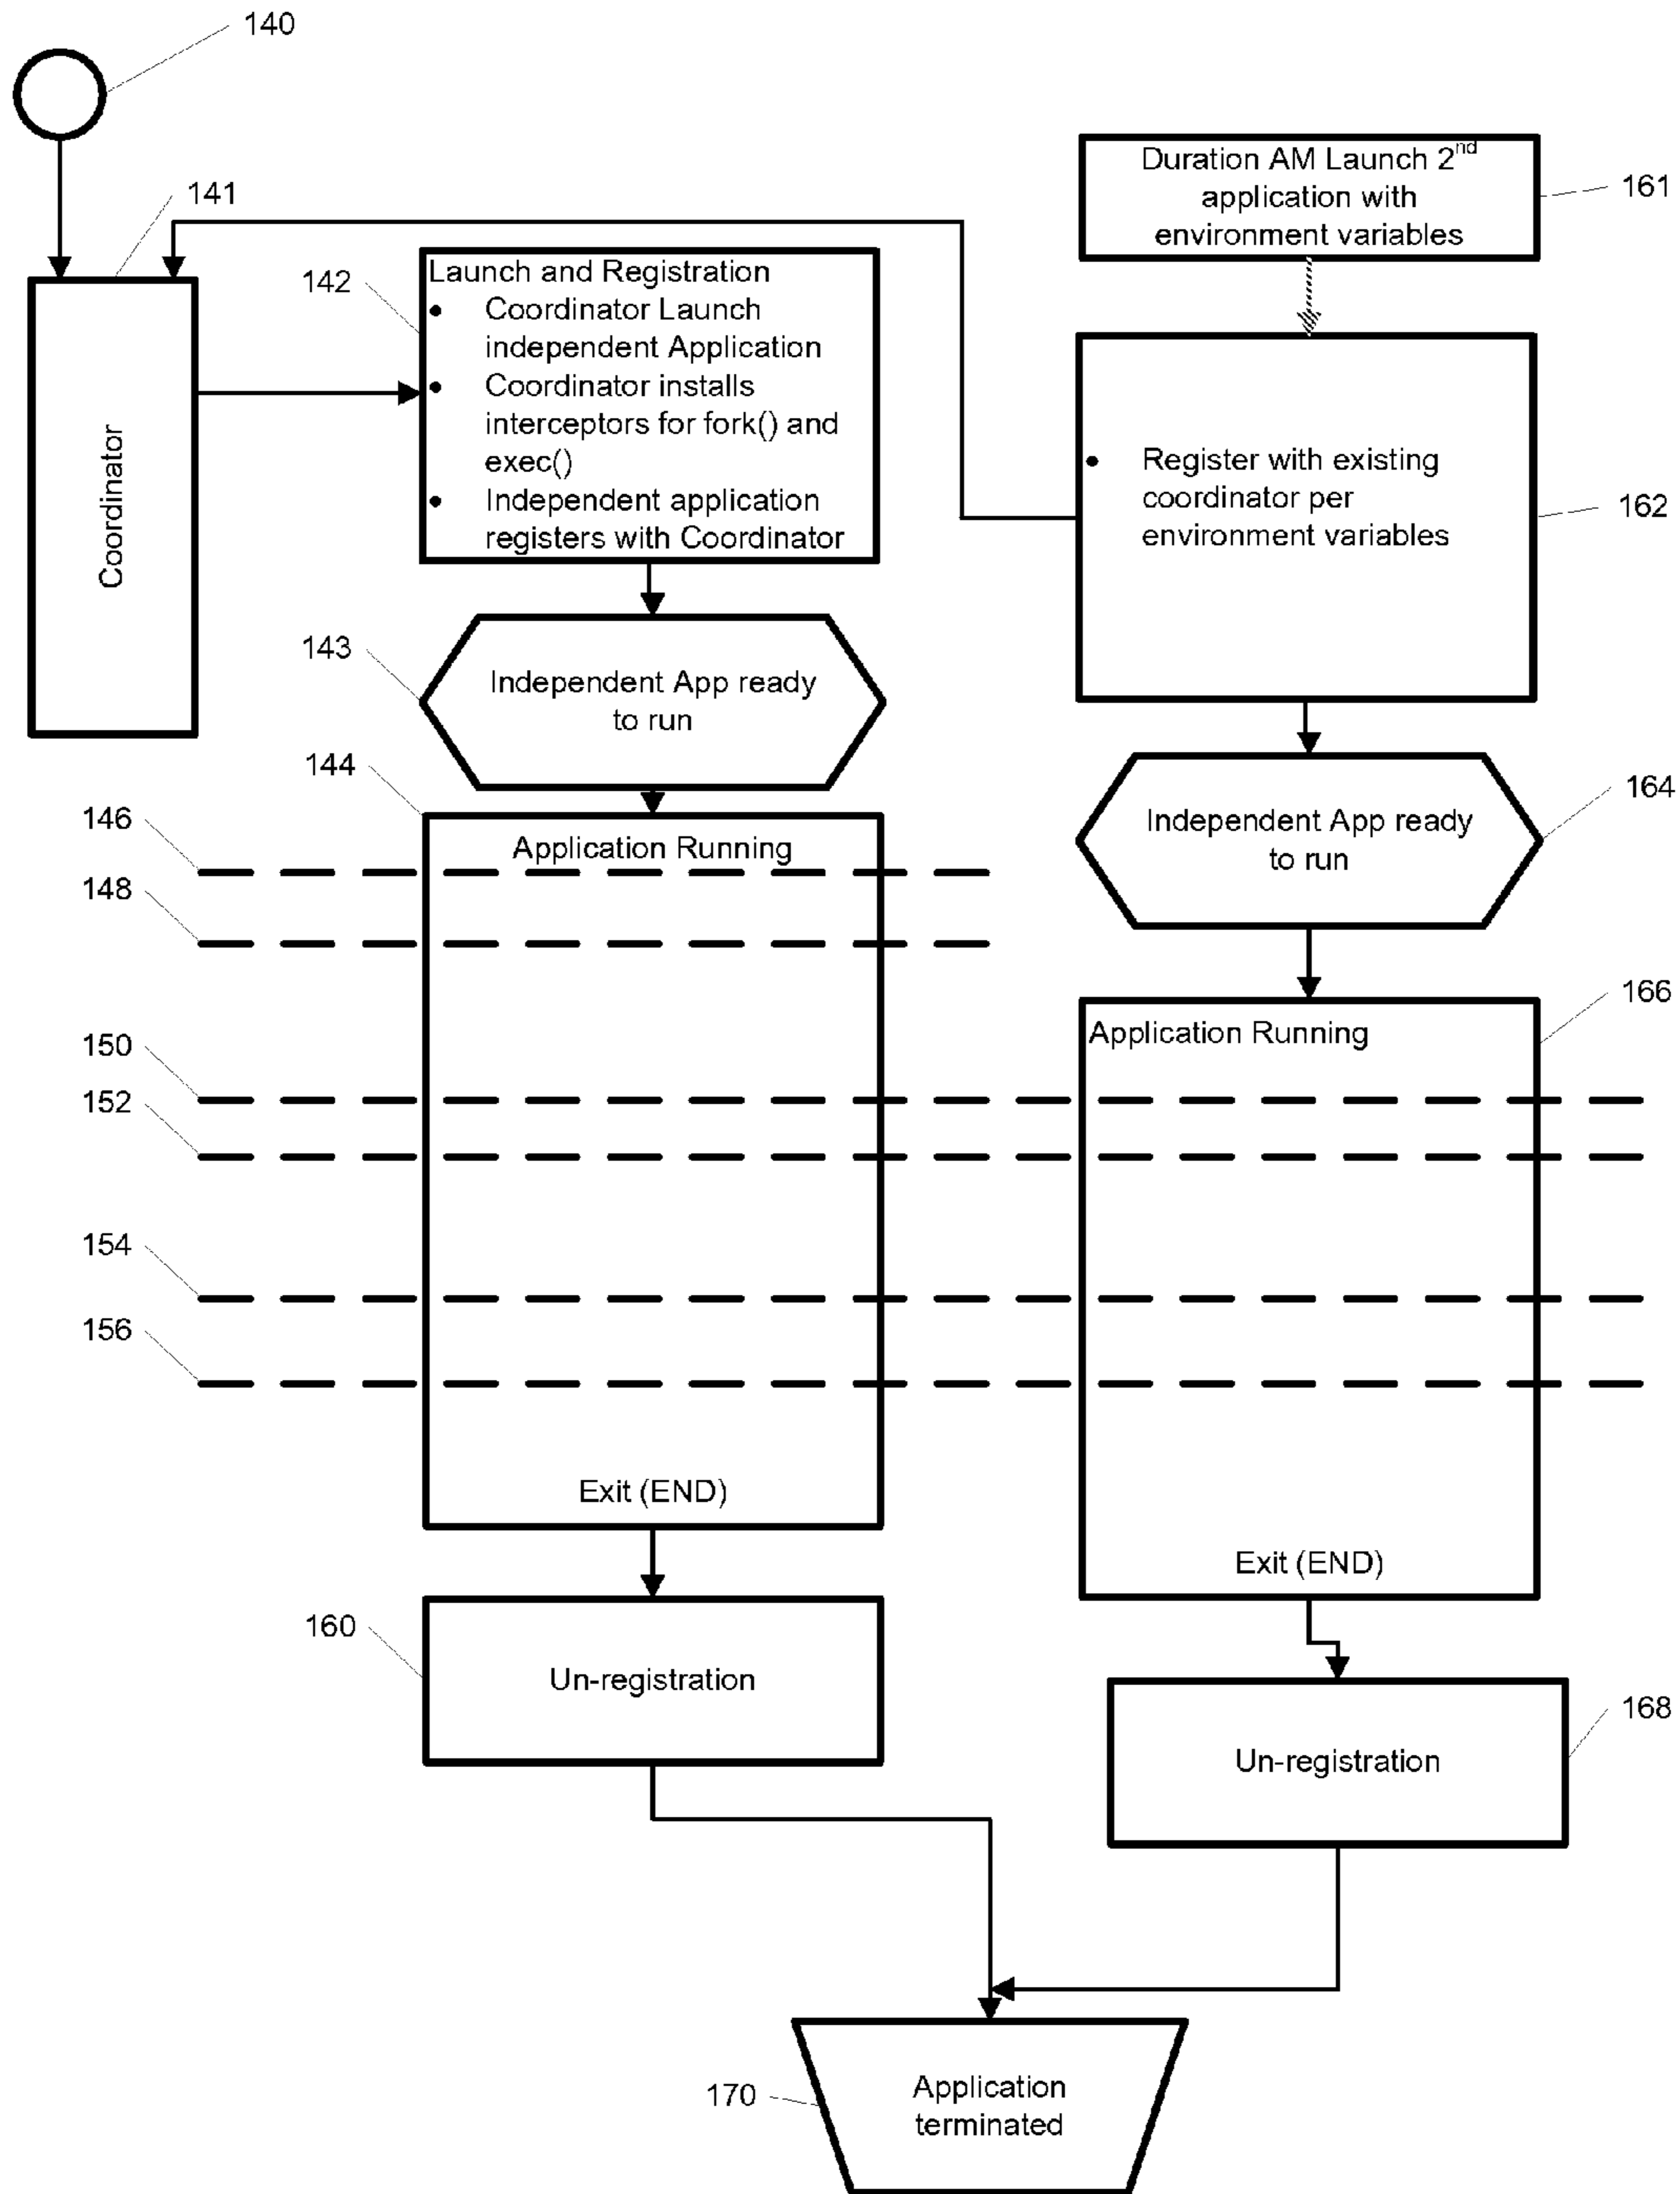 140
141
Coordinator
142
Launch and Registration
• Coordinator Launch
independent Application
• Coordinator installs
interceptors for fork() and
exec()
• Independent application
registers with Coordinator
143
Independent App ready
to run
144
Application Running
146
148
150
152
154
156
Exit (END)
160
Un-registration
Duration AM Launch 2nd
application with
environment variables
161
• Register with existing
coordinator per
environment variables
162
Independent App ready
to run
164
Application Running
166
Exit (END)
Un-registration
168
170
Application
terminated